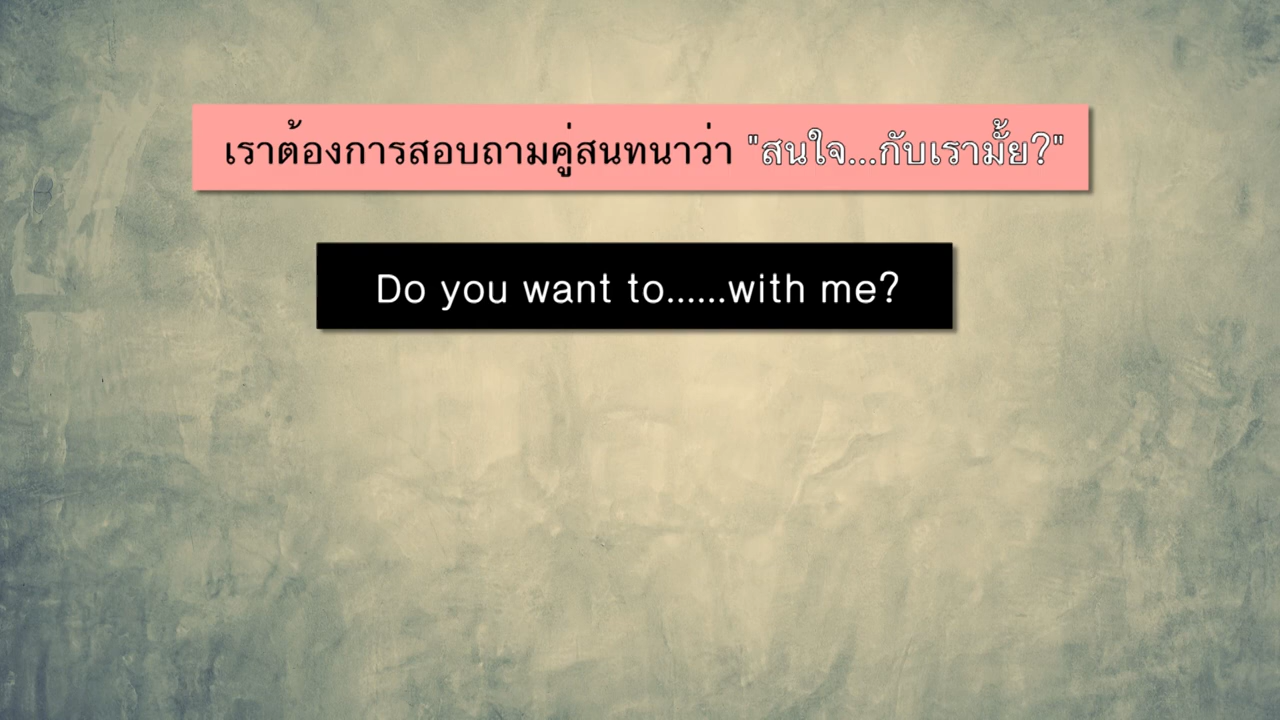 เราต้องการสอบถามคู่สนทนาว่า "สนใจ...กับเรามั้ย?"
Do you want to......with me?